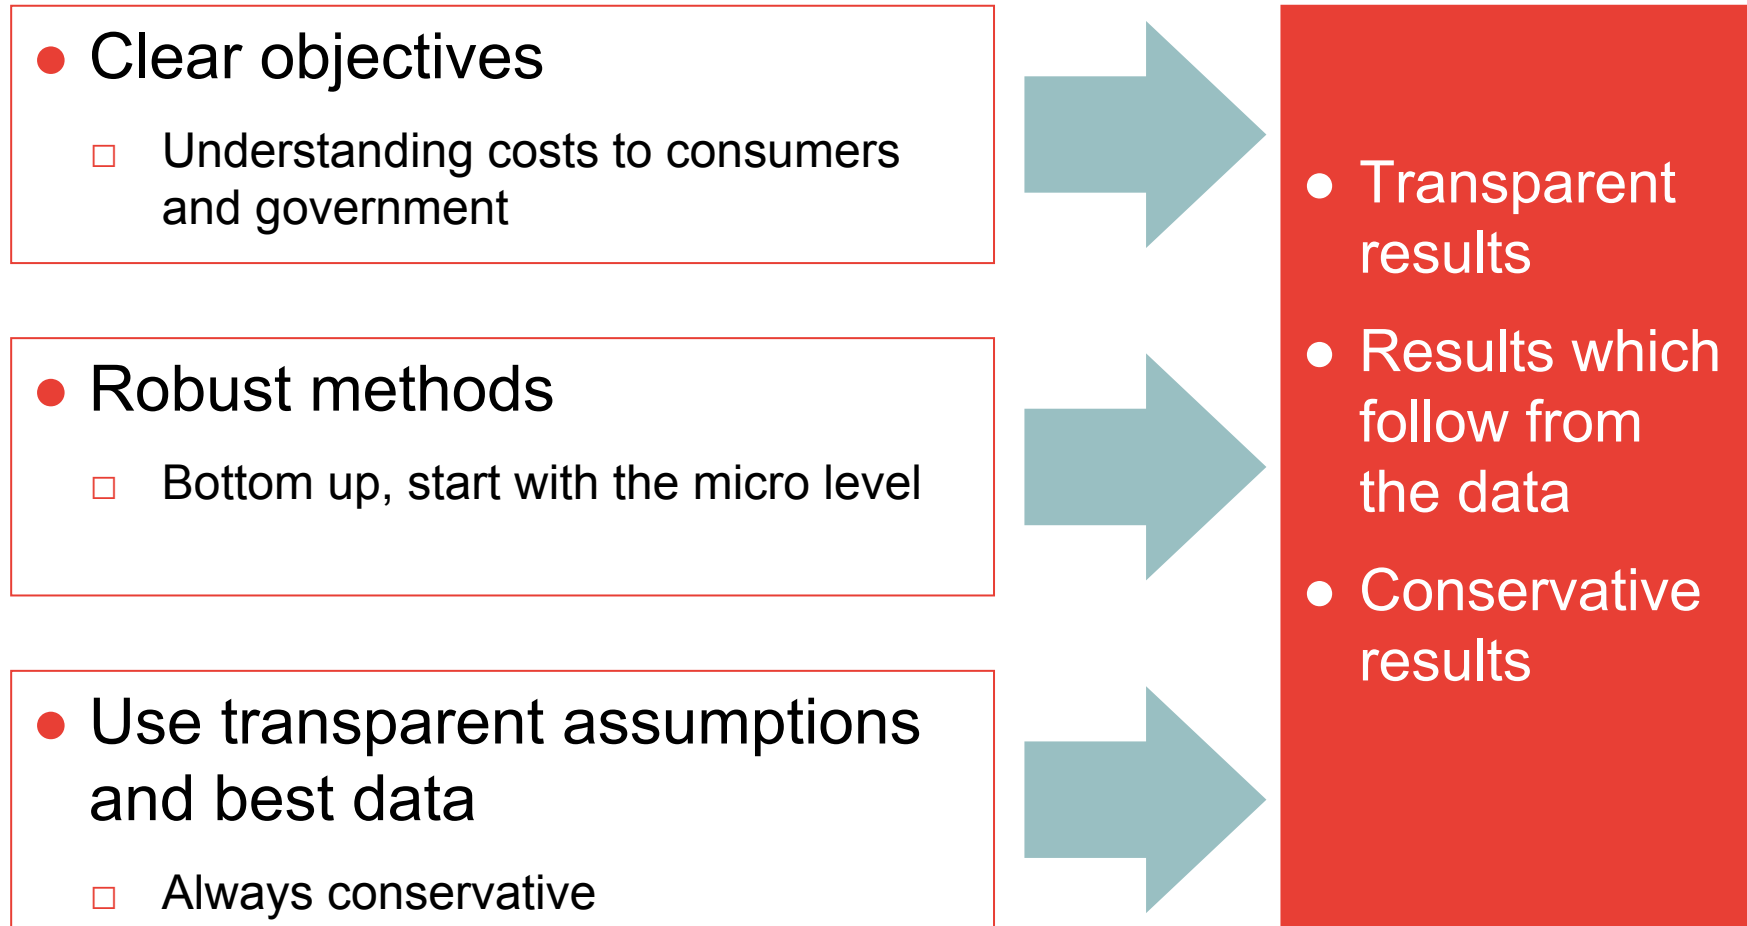 ● Clear objectives
□ Understanding costs to consumers
and government
● Robust methods
□ Bottom up, start with the micro level
● Use transparent assumptions
and best data
□ Always conservative
● Transparent
results
● Results which
follow from
the data
● Conservative
results